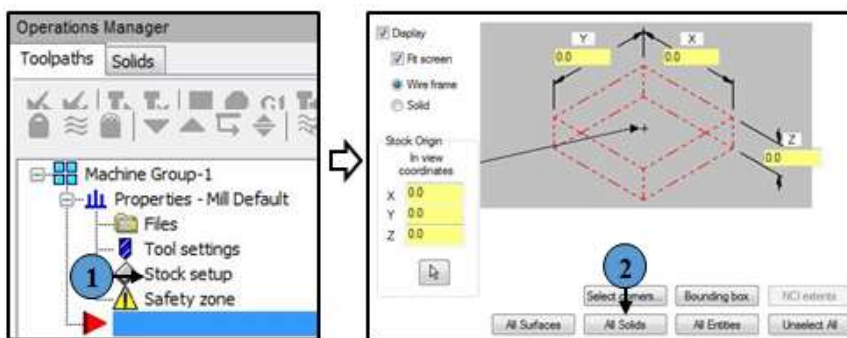 Operations Manager
Toolpaths Solids
G1
Machine Group-1
Properties - Mill Default
Files
Tool settings
1 Stock setup
Safety zone
Display
Fit screen
Wire frame
Solid
Y X
0.0 0.0
Z
0.0
Stock Origin
In view
coordinates
X 0.0
Y 0.0
Z 0.0
2
Select corners... Bounding box NCI extents
All Surfaces All Solids All Entities Unselect All